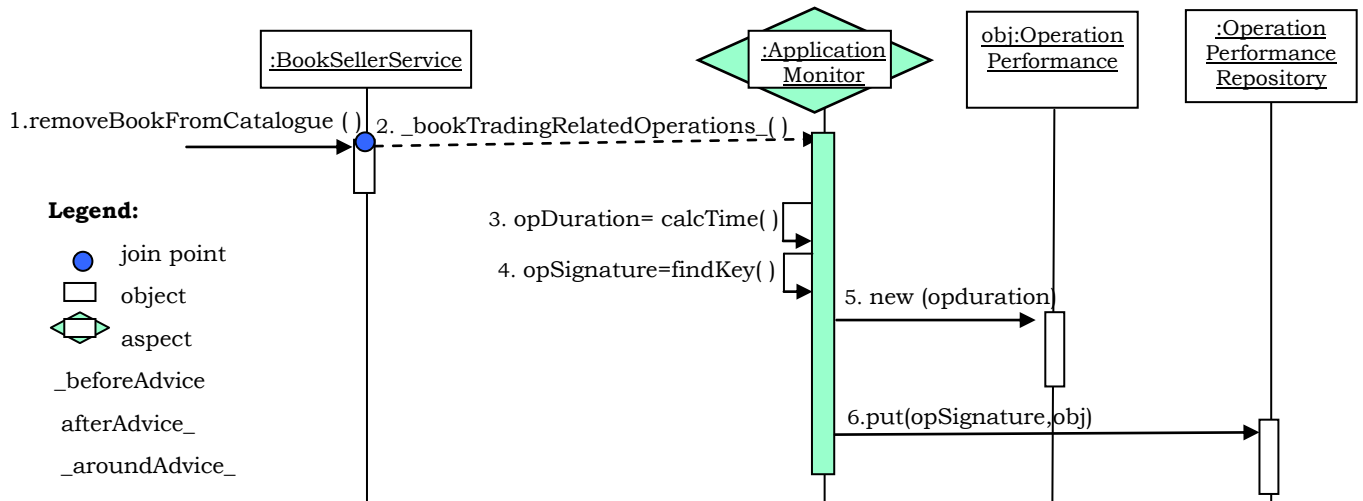 :BookSellerService
:Application
Monitor
obj:Operation
Performance
:Operation
Performance
Repository
1.removeBookFromCatalogue ( )
2. _bookTradingRelatedOperations_( )
3. opDuration= calcTime( )
4. opSignature=findKey( )
5. new (opduration)
6.put(opSignature,obj)
Legend:
join point
object
aspect
_beforeAdvice
afterAdvice_
_aroundAdvice_